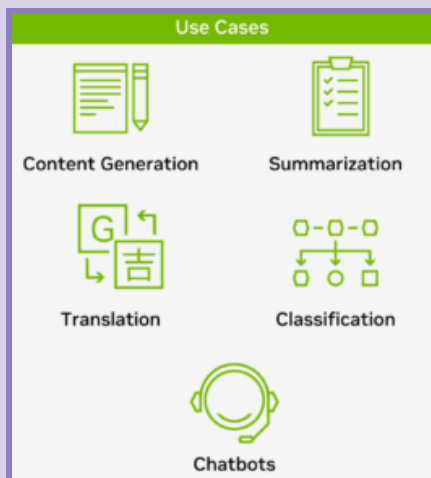 Use Cases
Content Generation
Summarization
G
吉
Translation
Classification
Chatbots